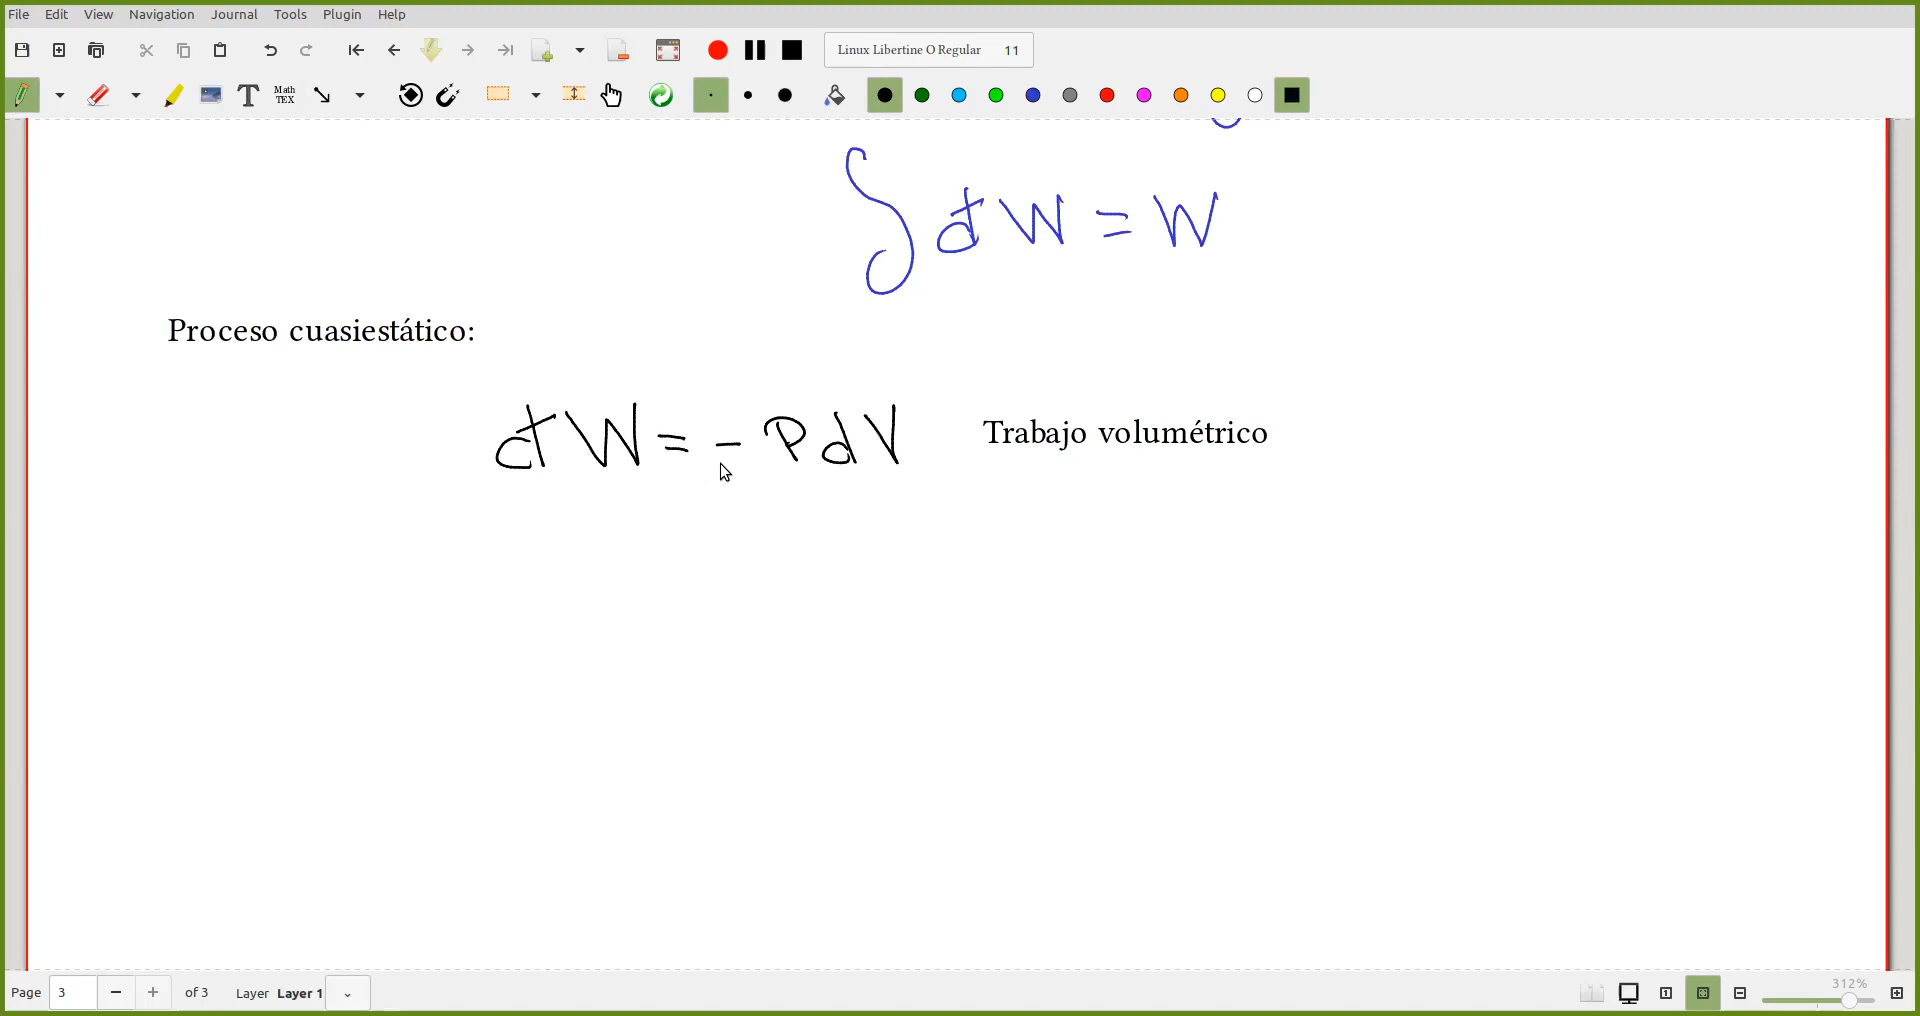 File Edit View Navigation Journal Tools Plugin Help
Linux Libertine O Regular 11
Math
TEX
∫ đW = W
Proceso cuasiestático:
đW = - P dV Trabajo volumétrico
Page 3 of 3 Layer Layer 1 312%